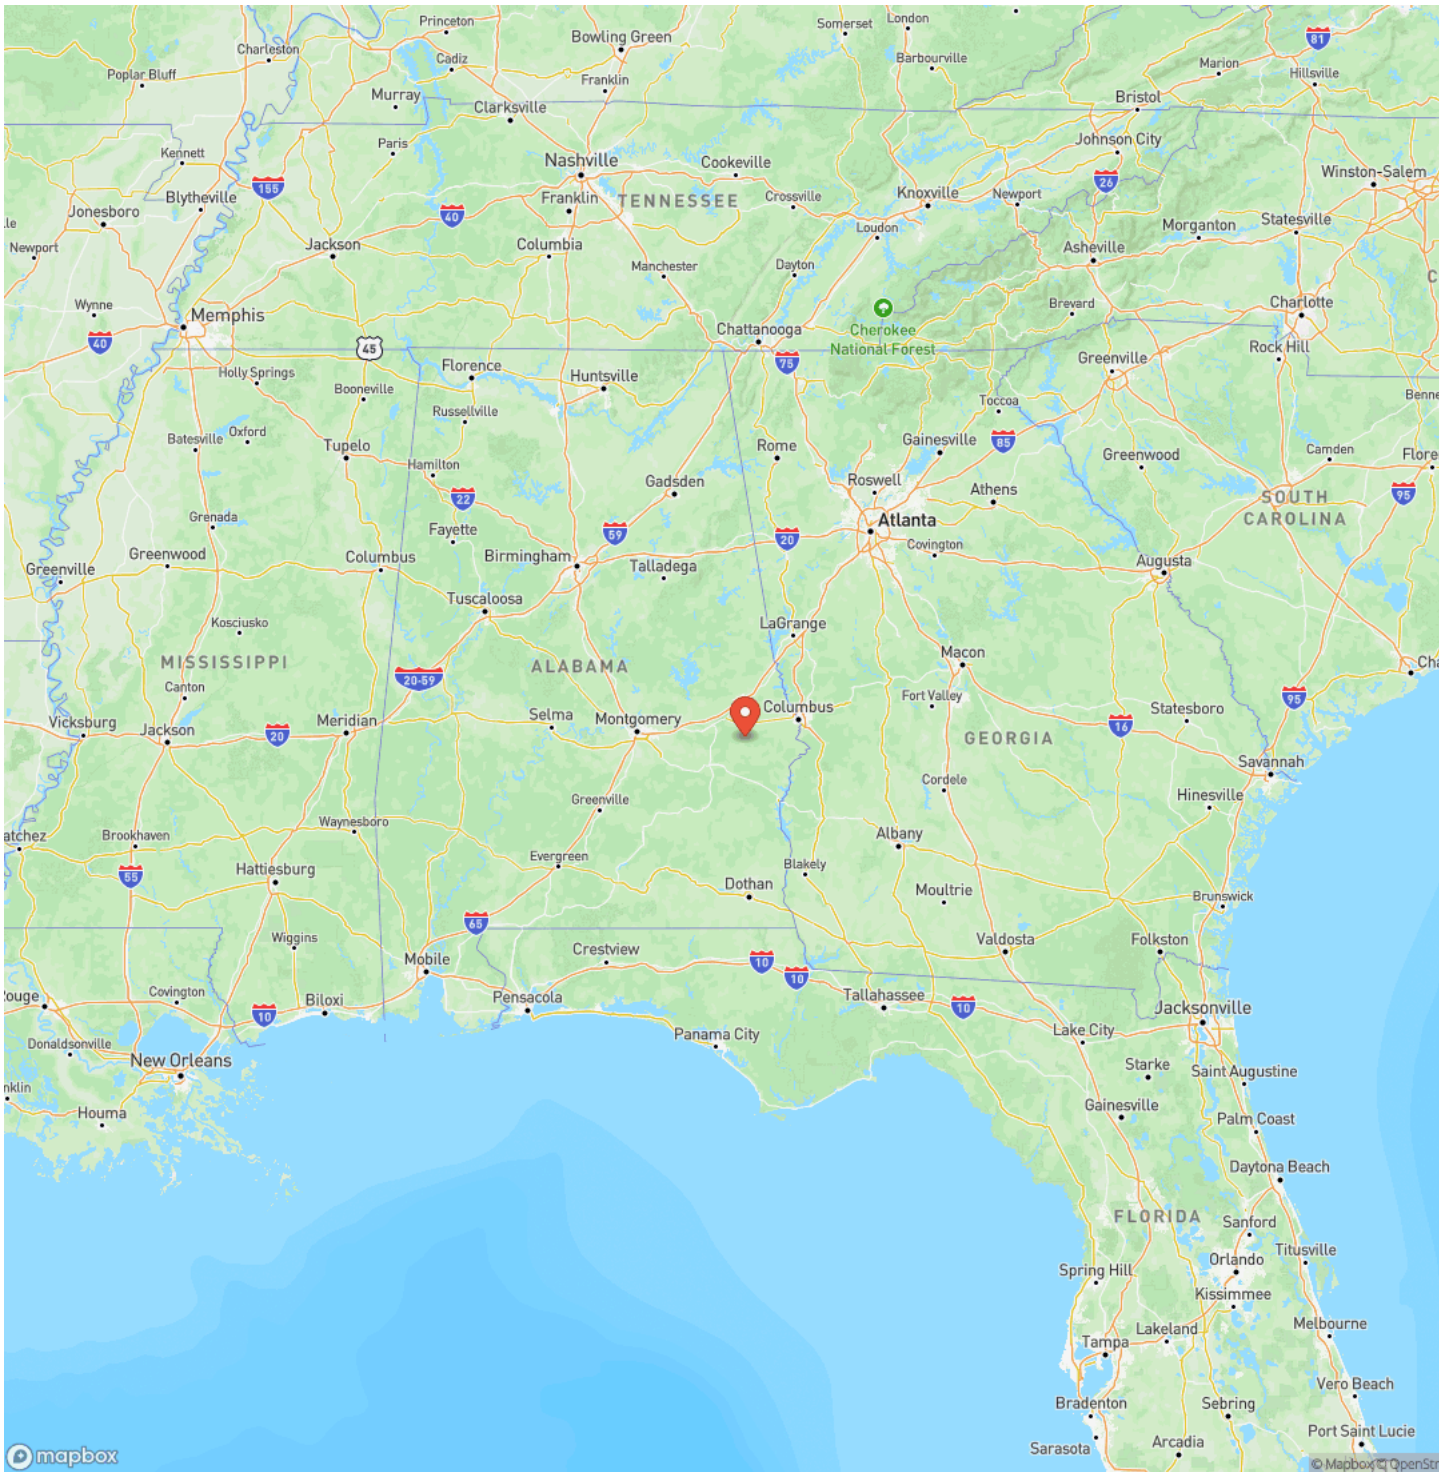 Princeton
Somerset
London
81
Charleston
Bowling Green
Cadiz
Barbourville
Marion
Hillsville
Poplar Bluff
Franklin
Murray
Clarksville
Bristol
Paris
Johnson City
Kennett
Nashville
Cookeville
Winston-Salem
155
26
Blytheville
Franklin
TENNESSEE
Crossville
Knoxville
Newport
Jonesboro
40
Loudon
Morganton
Statesville
le
Newport
Jackson
Columbia
Asheville
Manchester
Dayton
C
Wynne
Memphis
Brevard
Charlotte
40
45
Chattanooga
Cherokee
National Forest
Rock Hill
75
Greenville
Holly Springs
Florence
Huntsville
Booneville
Benne
Toccoa
Russellville
Batesville
Oxford
Tupelo
Rome
Gainesville
85
Greenwood
Camden
Flore
Hamilton
Gadsden
Roswell
Athens
22
95
SOUTH
CAROLINA
Grenada
Fayette
59
20
Atlanta
Covington
Greenwood
Columbus
Birmingham
Talladega
Augusta
Greenville
Tuscaloosa
Kosciusko
LaGrange
MISSISSIPPI
ALABAMA
Macon
Cha
20-59
Canton
Fort Valley
95
Vicksburg
Jackson
20
Meridian
Selma
Montgomery
Columbus
16
Statesboro
GEORGIA
Savannah
Cordele
Hinesville
Greenville
Waynesboro
atchez
Brookhaven
Albany
Evergreen
Blakely
Hattiesburg
55
Dothan
Moultrie
Brunswick
65
Wiggins
Crestview
Valdosta
Folkston
Mobile
10
10
Rouge
Covington
Biloxi
Pensacola
Tallahassee
10
Jacksonville
10
Donaldsonville
Panama City
Lake City
New Orleans
Starke
Saint Augustine
nklin
Houma
Gainesville
Palm Coast
Daytona Beach
FLORIDA
Sanford
Titusville
Orlando
Spring Hill
Kissimmee
Melbourne
Lakeland
Tampa
Vero Beach
Bradenton
Sebring
Port Saint Lucie
Sarasota
Arcadia
mapbox
© Mapbox © OpenStr